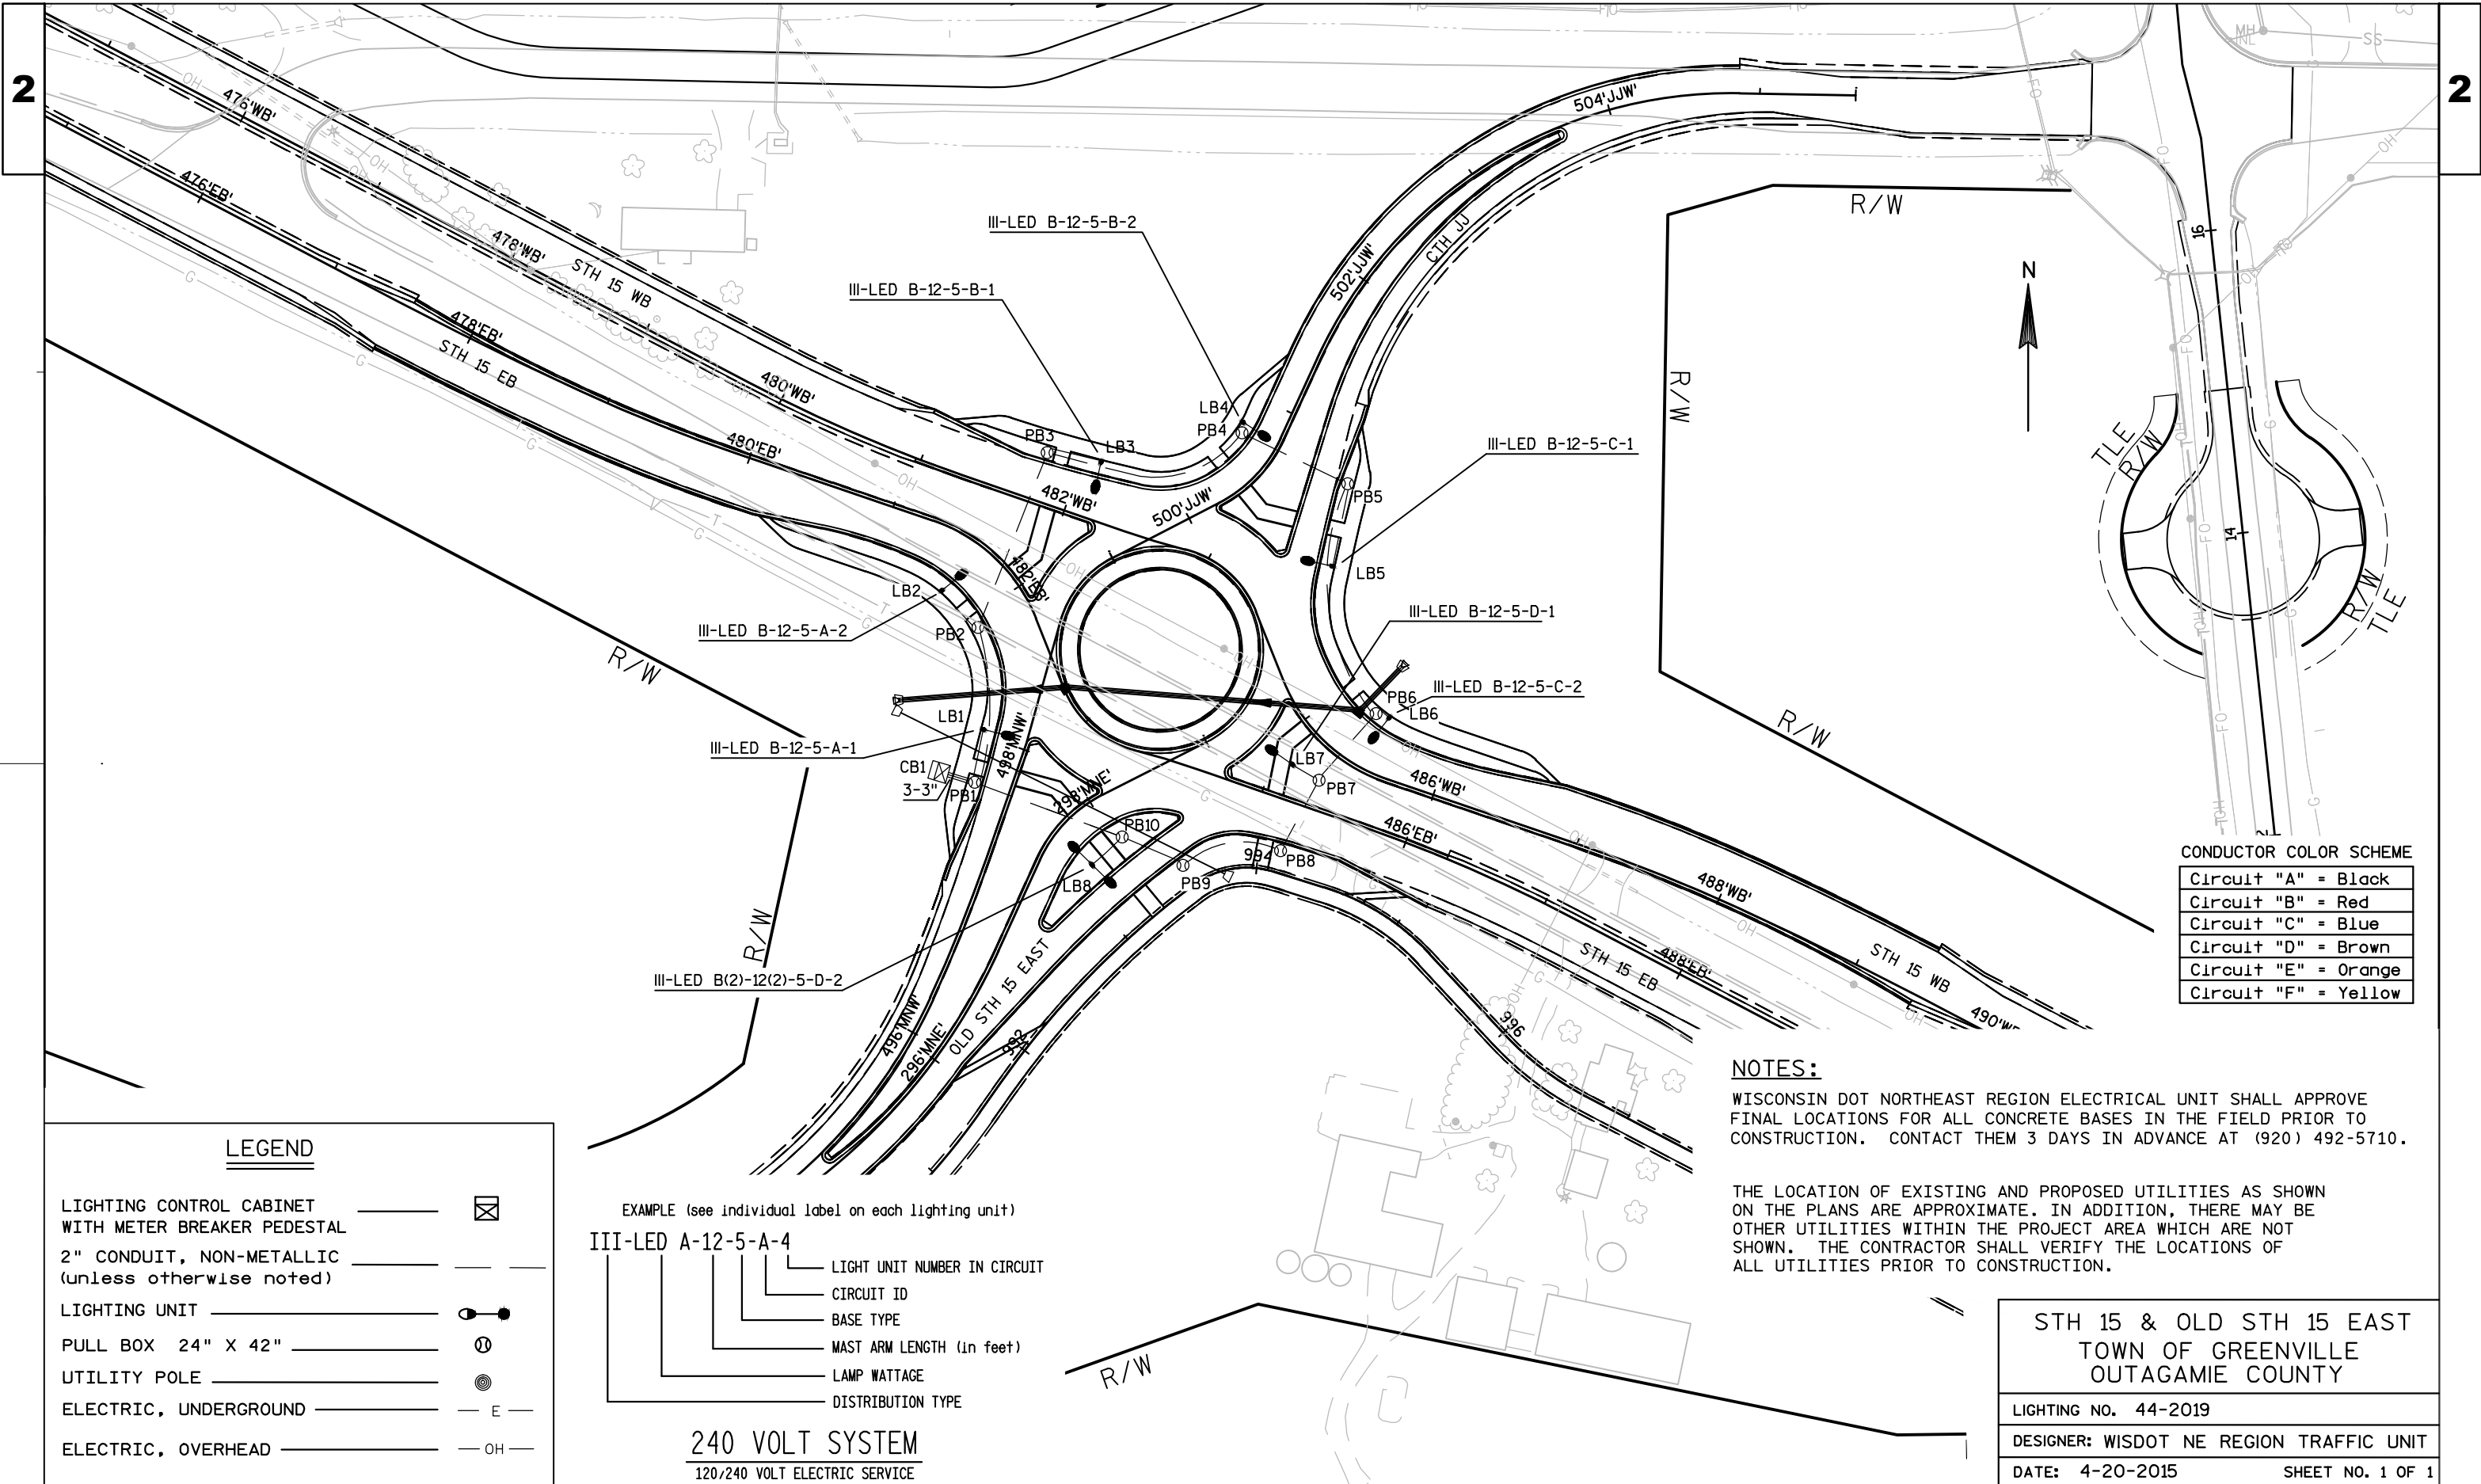 2
2
MH
INL
SS
476'WB'
476'EB'
478'WB'
STH 15 WB
478'EB'
STH 15 EB
480'WB'
480'EB'
482'WB'
482'EB'
500'JJW'
502'JJW'
504'JJW'
CTH JJ
R/W
R/W
R/W
R/W
R/W
R/W
N
16
14
TLE
R/W
R/W
TLE
III-LED B-12-5-B-2
III-LED B-12-5-B-1
III-LED B-12-5-C-1
III-LED B-12-5-D-1
III-LED B-12-5-A-2
III-LED B-12-5-C-2
III-LED B-12-5-A-1
III-LED B(2)-12(2)-5-D-2
LB4
PB4
PB3
LB3
PB5
LB5
LB2
PB2
PB6
LB6
LB1
CB1
3-3"
PB1
LB7
PB7
PB10
PB8
LB8
PB9
498'MNW'
298'MNE'
486'WB'
486'EB'
994
488'WB'
488'EB'
STH 15 EB
STH 15 WB
490'W
496'MNW'
296'MNE'
OLD STH 15 EAST
992
996
CONDUCTOR COLOR SCHEME
Circuit "A" = Black
Circuit "B" = Red
Circuit "C" = Blue
Circuit "D" = Brown
Circuit "E" = Orange
Circuit "F" = Yellow
NOTES:
WISCONSIN DOT NORTHEAST REGION ELECTRICAL UNIT SHALL APPROVE
FINAL LOCATIONS FOR ALL CONCRETE BASES IN THE FIELD PRIOR TO
CONSTRUCTION. CONTACT THEM 3 DAYS IN ADVANCE AT (920) 492-5710.
THE LOCATION OF EXISTING AND PROPOSED UTILITIES AS SHOWN
ON THE PLANS ARE APPROXIMATE. IN ADDITION, THERE MAY BE
OTHER UTILITIES WITHIN THE PROJECT AREA WHICH ARE NOT
SHOWN. THE CONTRACTOR SHALL VERIFY THE LOCATIONS OF
ALL UTILITIES PRIOR TO CONSTRUCTION.
LEGEND
LIGHTING CONTROL CABINET
WITH METER BREAKER PEDESTAL
2" CONDUIT, NON-METALLIC
(unless otherwise noted)
LIGHTING UNIT
PULL BOX 24" X 42"
UTILITY POLE
ELECTRIC, UNDERGROUND E
ELECTRIC, OVERHEAD OH
EXAMPLE (see individual label on each lighting unit)
III-LED A-12-5-A-4
LIGHT UNIT NUMBER IN CIRCUIT
CIRCUIT ID
BASE TYPE
MAST ARM LENGTH (in feet)
LAMP WATTAGE
DISTRIBUTION TYPE
240 VOLT SYSTEM
120/240 VOLT ELECTRIC SERVICE
STH 15 & OLD STH 15 EAST
TOWN OF GREENVILLE
OUTAGAMIE COUNTY
LIGHTING NO. 44-2019
DESIGNER: WISDOT NE REGION TRAFFIC UNIT
DATE: 4-20-2015 SHEET NO. 1 OF 1